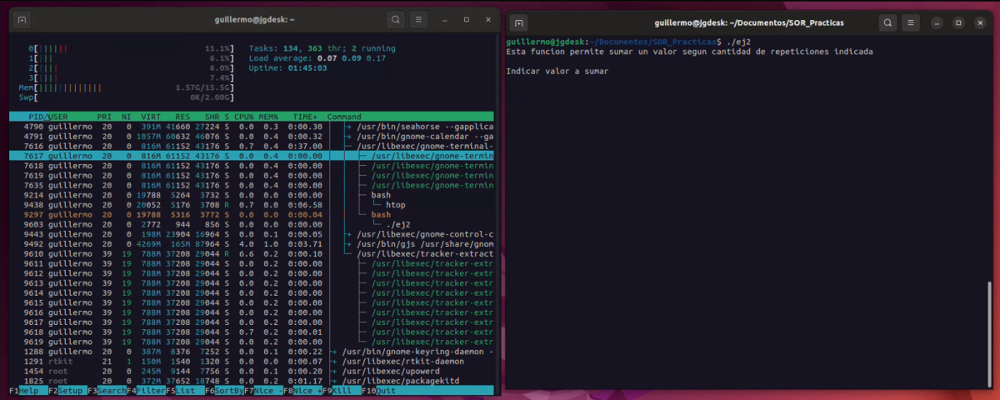 guillermo@jgdesk: ~
0[||||||| 11.1%] Tasks: 134, 363 thr; 2 running
1[||| 6.1%] Load average: 0.07 0.09 0.17
2[|||| 6.0%] Uptime: 01:45:03
3[|||| 7.4%]
Mem[|||||||||||||| 1.57G/15.5G]
Swp[ 0K/2.00G]
PID△USER PRI NI VIRT RES SHR S CPU% MEM% TIME+ Command
4790 guillermo 20 0 391M 41660 27224 S 0.0 0.3 0:00.30 /usr/bin/seahorse --gapplica
4791 guillermo 20 0 1057M 60632 46076 S 0.0 0.4 0:00.32 /usr/bin/gnome-calendar --ga
7616 guillermo 20 0 816M 61152 43176 S 0.7 0.4 0:37.00 /usr/libexec/gnome-terminal-
7617 guillermo 20 0 816M 61152 43176 S 0.0 0.4 0:00.00 /usr/libexec/gnome-termin
7618 guillermo 20 0 816M 61152 43176 S 0.0 0.4 0:00.00 /usr/libexec/gnome-termin
7619 guillermo 20 0 816M 61152 43176 S 0.0 0.4 0:00.00 /usr/libexec/gnome-termin
7635 guillermo 20 0 816M 61152 43176 S 0.0 0.4 0:00.00 /usr/libexec/gnome-termin
9214 guillermo 20 0 19788 5264 3732 S 0.0 0.0 0:00.00 bash
9438 guillermo 20 0 20052 5176 3708 R 0.7 0.0 0:06.58 htop
9297 guillermo 20 0 19788 5316 3772 S 0.0 0.0 0:00.04 bash
9603 guillermo 20 0 2772 944 856 S 0.0 0.0 0:00.00 ./ej2
9443 guillermo 20 0 198M 23904 16964 S 0.0 0.1 0:00.05 /usr/libexec/gnome-control-c
9492 guillermo 20 0 4269M 165M 87964 S 4.0 1.0 0:03.71 /usr/bin/gjs /usr/share/gnom
9610 guillermo 39 19 788M 37208 29044 R 6.6 0.2 0:00.10 /usr/libexec/tracker-extract
9611 guillermo 39 19 788M 37208 29044 S 0.0 0.2 0:00.00 /usr/libexec/tracker-extr
9612 guillermo 39 19 788M 37208 29044 S 0.0 0.2 0:00.00 /usr/libexec/tracker-extr
9613 guillermo 39 19 788M 37208 29044 S 0.0 0.2 0:00.00 /usr/libexec/tracker-extr
9614 guillermo 39 19 788M 37208 29044 S 0.0 0.2 0:00.00 /usr/libexec/tracker-extr
9615 guillermo 39 19 788M 37208 29044 S 0.0 0.2 0:00.00 /usr/libexec/tracker-extr
9616 guillermo 39 19 788M 37208 29044 S 0.0 0.2 0:00.00 /usr/libexec/tracker-extr
9617 guillermo 39 19 788M 37208 29044 S 0.0 0.2 0:00.00 /usr/libexec/tracker-extr
9618 guillermo 39 19 788M 37208 29044 S 0.7 0.2 0:00.01 /usr/libexec/tracker-extr
9619 guillermo 39 19 788M 37208 29044 S 0.0 0.2 0:00.00 /usr/libexec/tracker-extr
1288 guillermo 20 0 387M 8376 7252 S 0.0 0.1 0:00.22 /usr/bin/gnome-keyring-daemon -
1291 rtkit 21 1 150M 1540 1320 S 0.0 0.0 0:00.07 /usr/libexec/rtkit-daemon
1454 root 20 0 245M 9144 7756 S 0.0 0.1 0:00.20 /usr/libexec/upowerd
1825 root 20 0 372M 37652 18748 S 0.0 0.2 0:01.17 /usr/libexec/packagekitd
F1Help F2Setup F3SearchF4FilterF5List F6SortByF7Nice -F8Nice +F9Kill F10Quit
guillermo@jgdesk: ~/Documentos/SOR_Practicas
guillermo@jgdesk:~/Documentos/SOR_Practicas$ ./ej2
Esta funcion permite sumar un valor segun cantidad de repeticiones indicada
Indicar valor a sumar